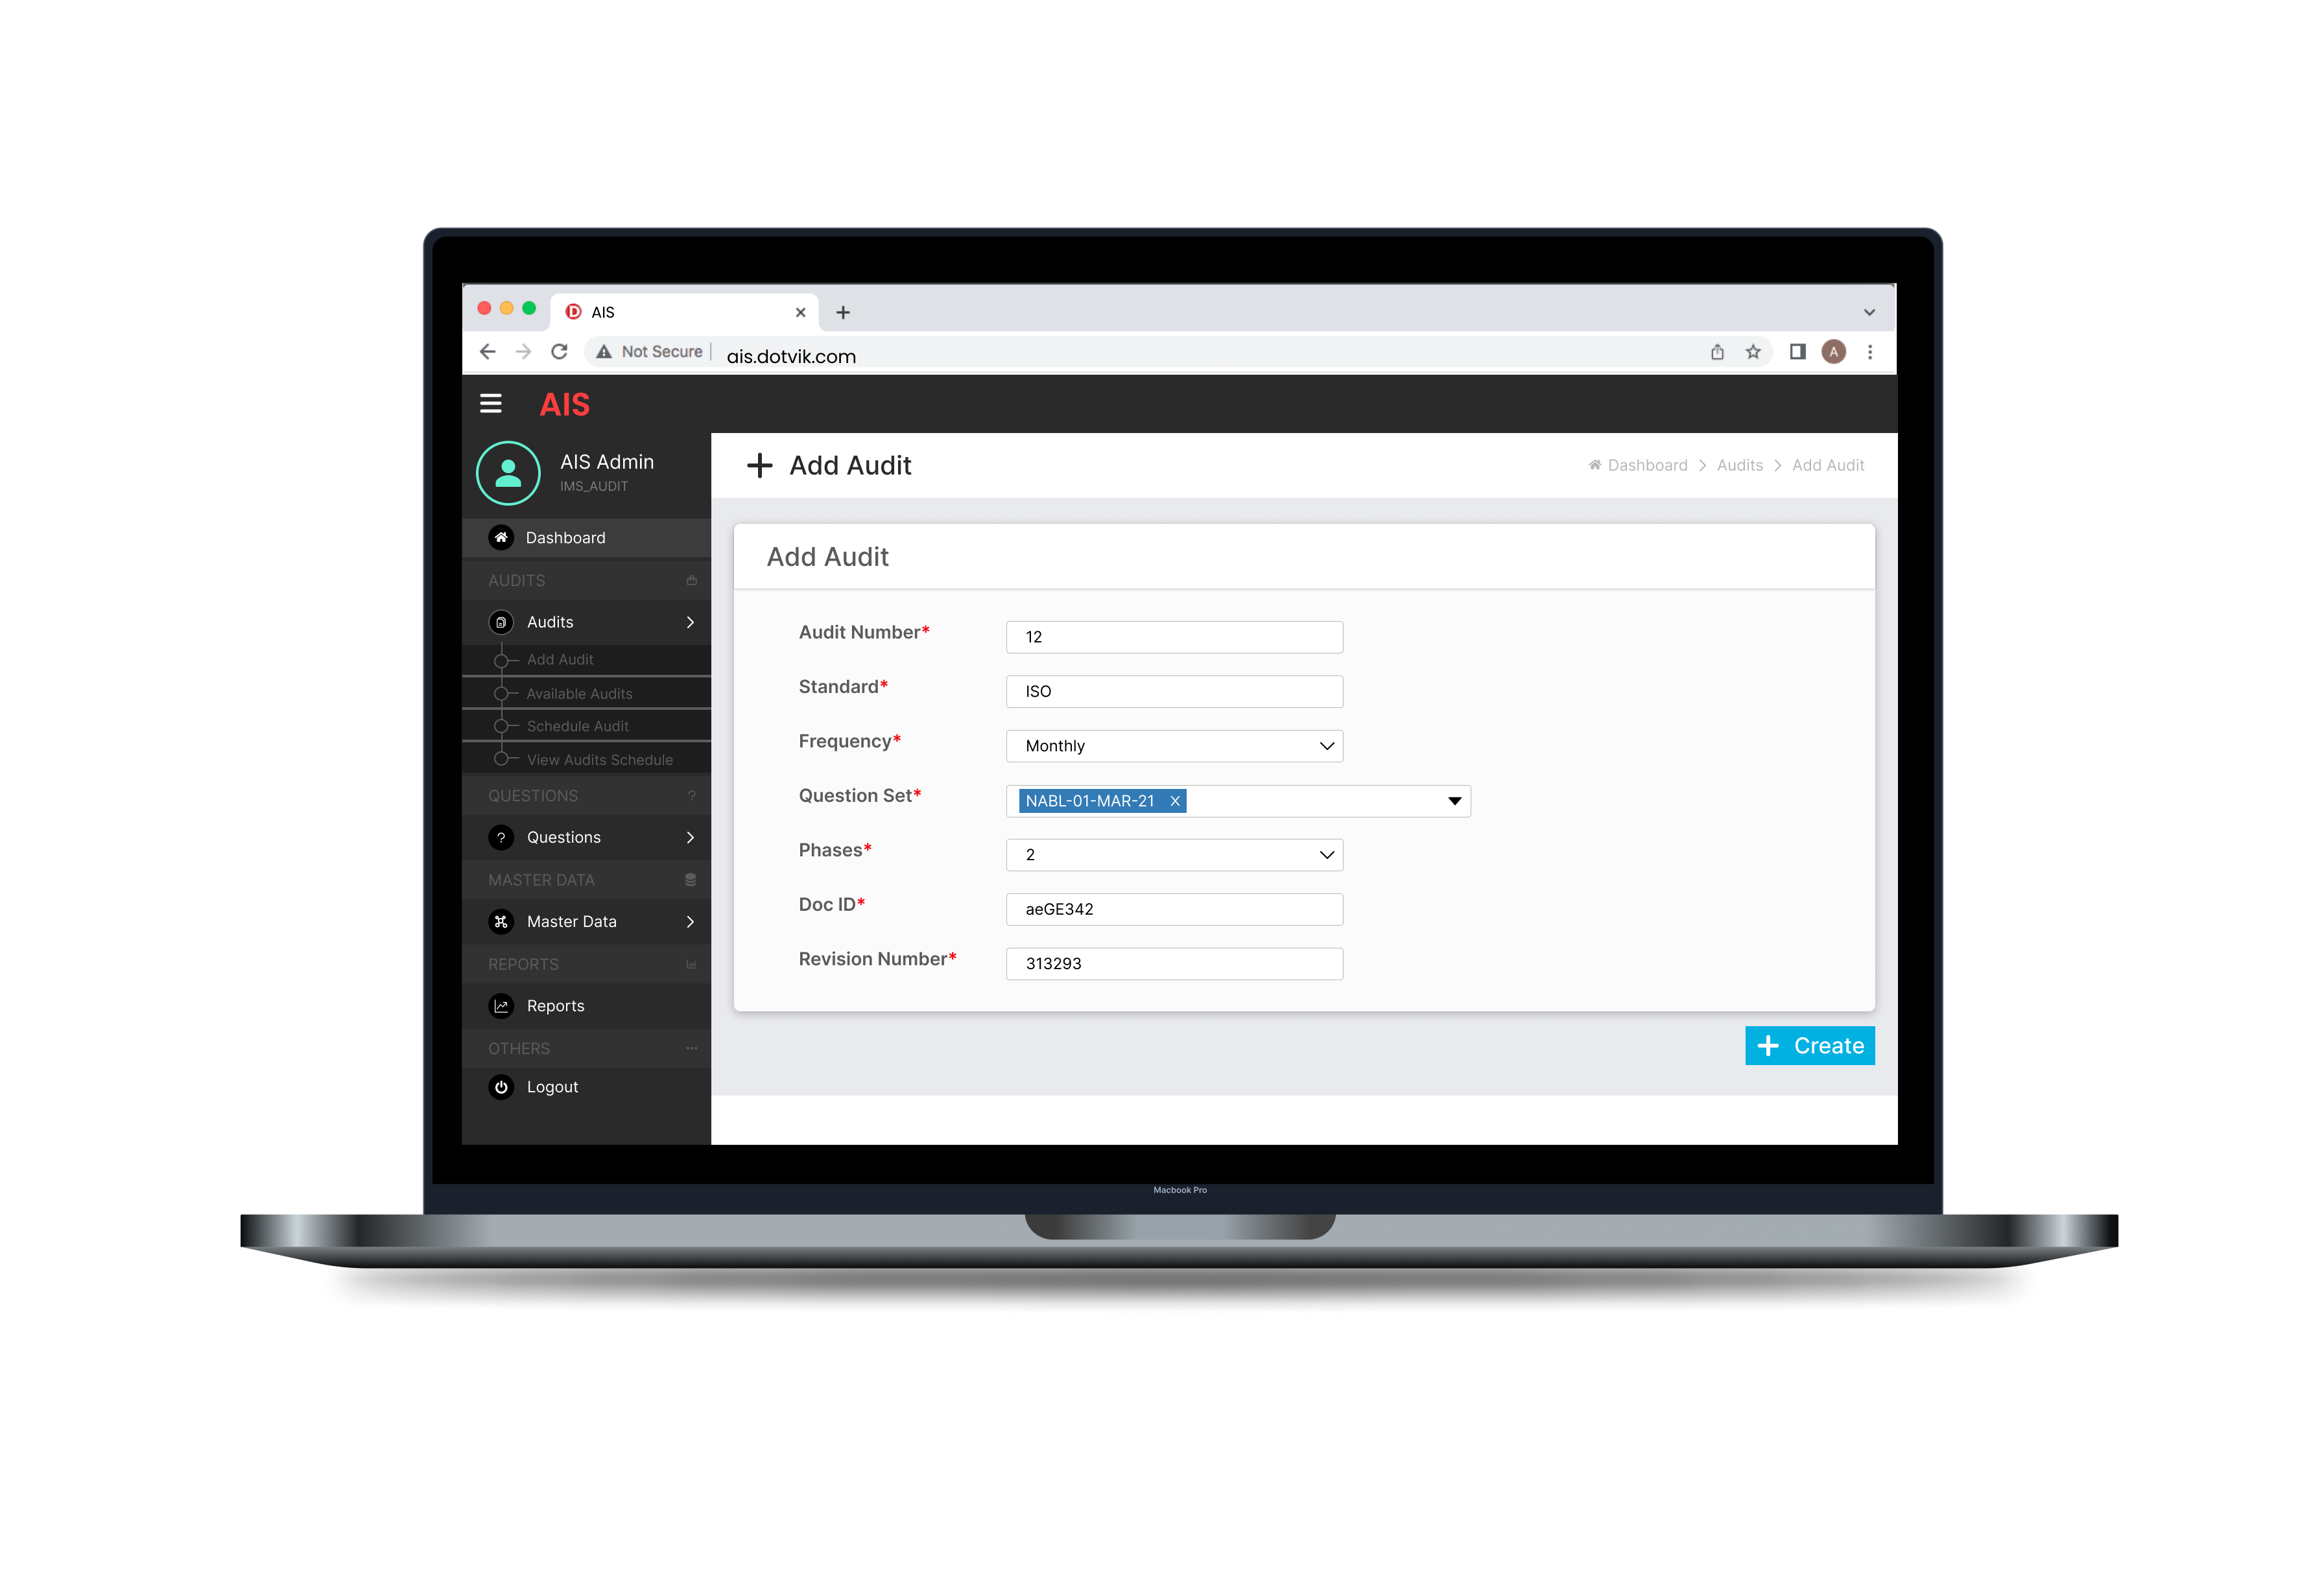 AIS
Not Secure
ais.dotvik.com
A
AIS
AIS Admin
IMS_AUDIT
Dashboard
AUDITS
Audits
Add Audit
Available Audits
Schedule Audit
View Audits Schedule
QUESTIONS ?
? Questions
MASTER DATA
Master Data
REPORTS
Reports
OTHERS
Logout
+ Add Audit
Dashboard > Audits > Add Audit
Add Audit
Audit Number* 12
Standard* ISO
Frequency* Monthly
Question Set* NABL-01-MAR-21 X
Phases* 2
Doc ID* aeGE342
Revision Number* 313293
+ Create
Macbook Pro